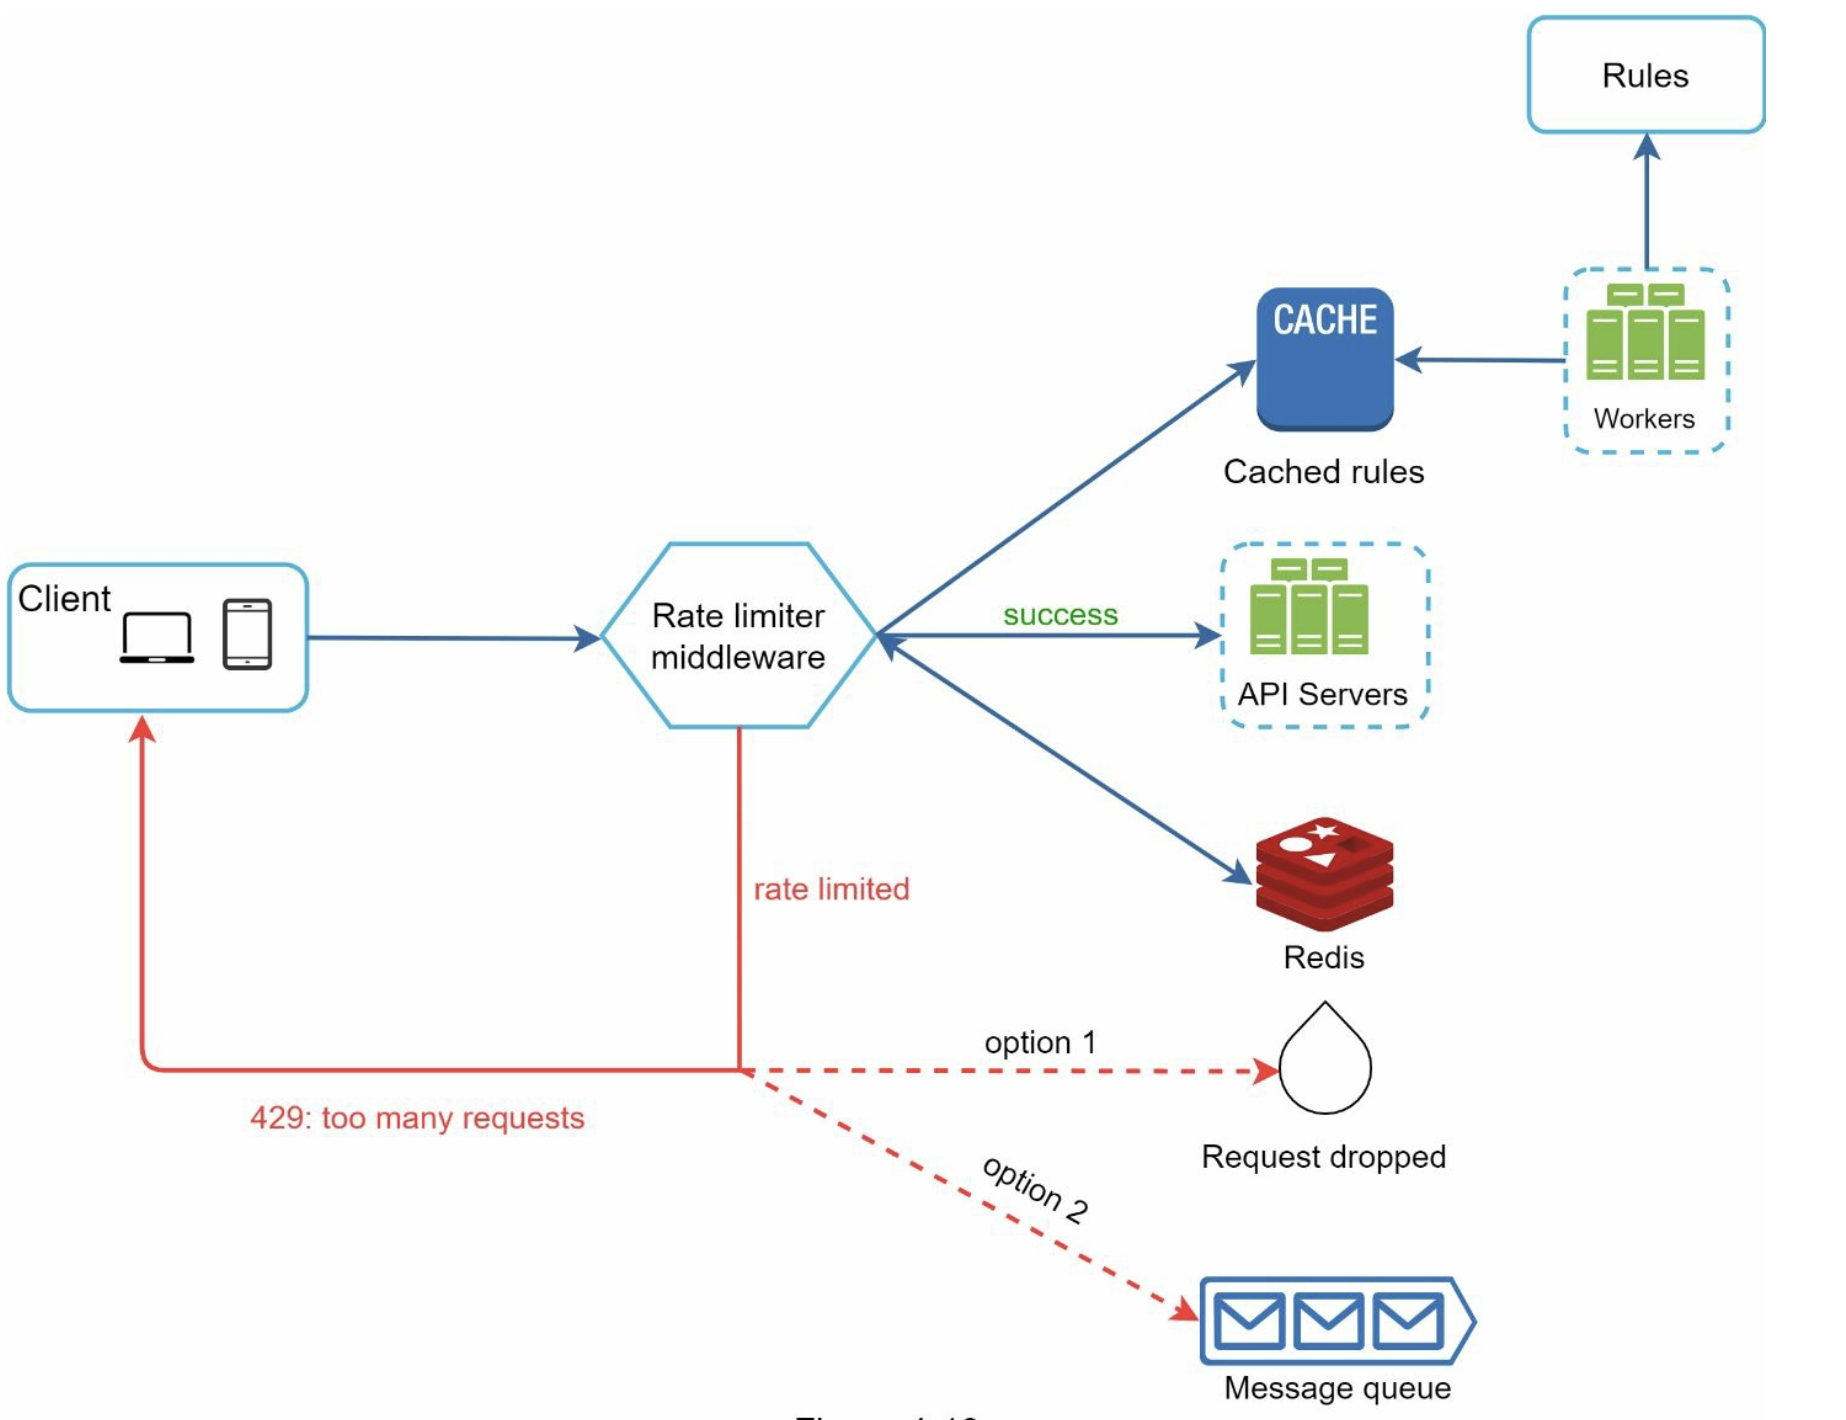 Rules
CACHE
Workers
Cached rules
Client
Rate limiter
middleware
success
API Servers
rate limited
Redis
option 1
429: too many requests
Request dropped
option 2
Message queue